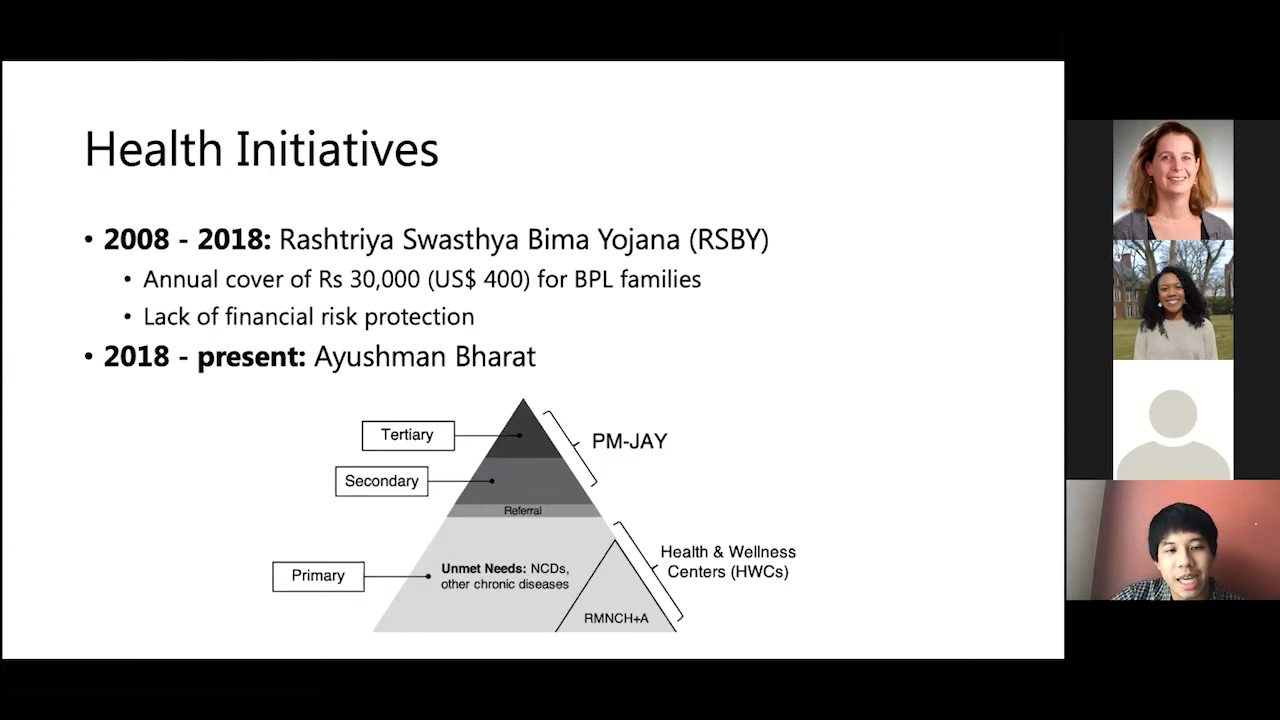 Health Initiatives
• 2008 - 2018: Rashtriya Swasthya Bima Yojana (RSBY)
• Annual cover of Rs 30,000 (US$ 400) for BPL families
• Lack of financial risk protection
• 2018 - present: Ayushman Bharat
Tertiary
PM-JAY
Secondary
Referral
Primary
Unmet Needs: NCDs,
other chronic diseases
Health & Wellness
Centers (HWCs)
RMNCH+A